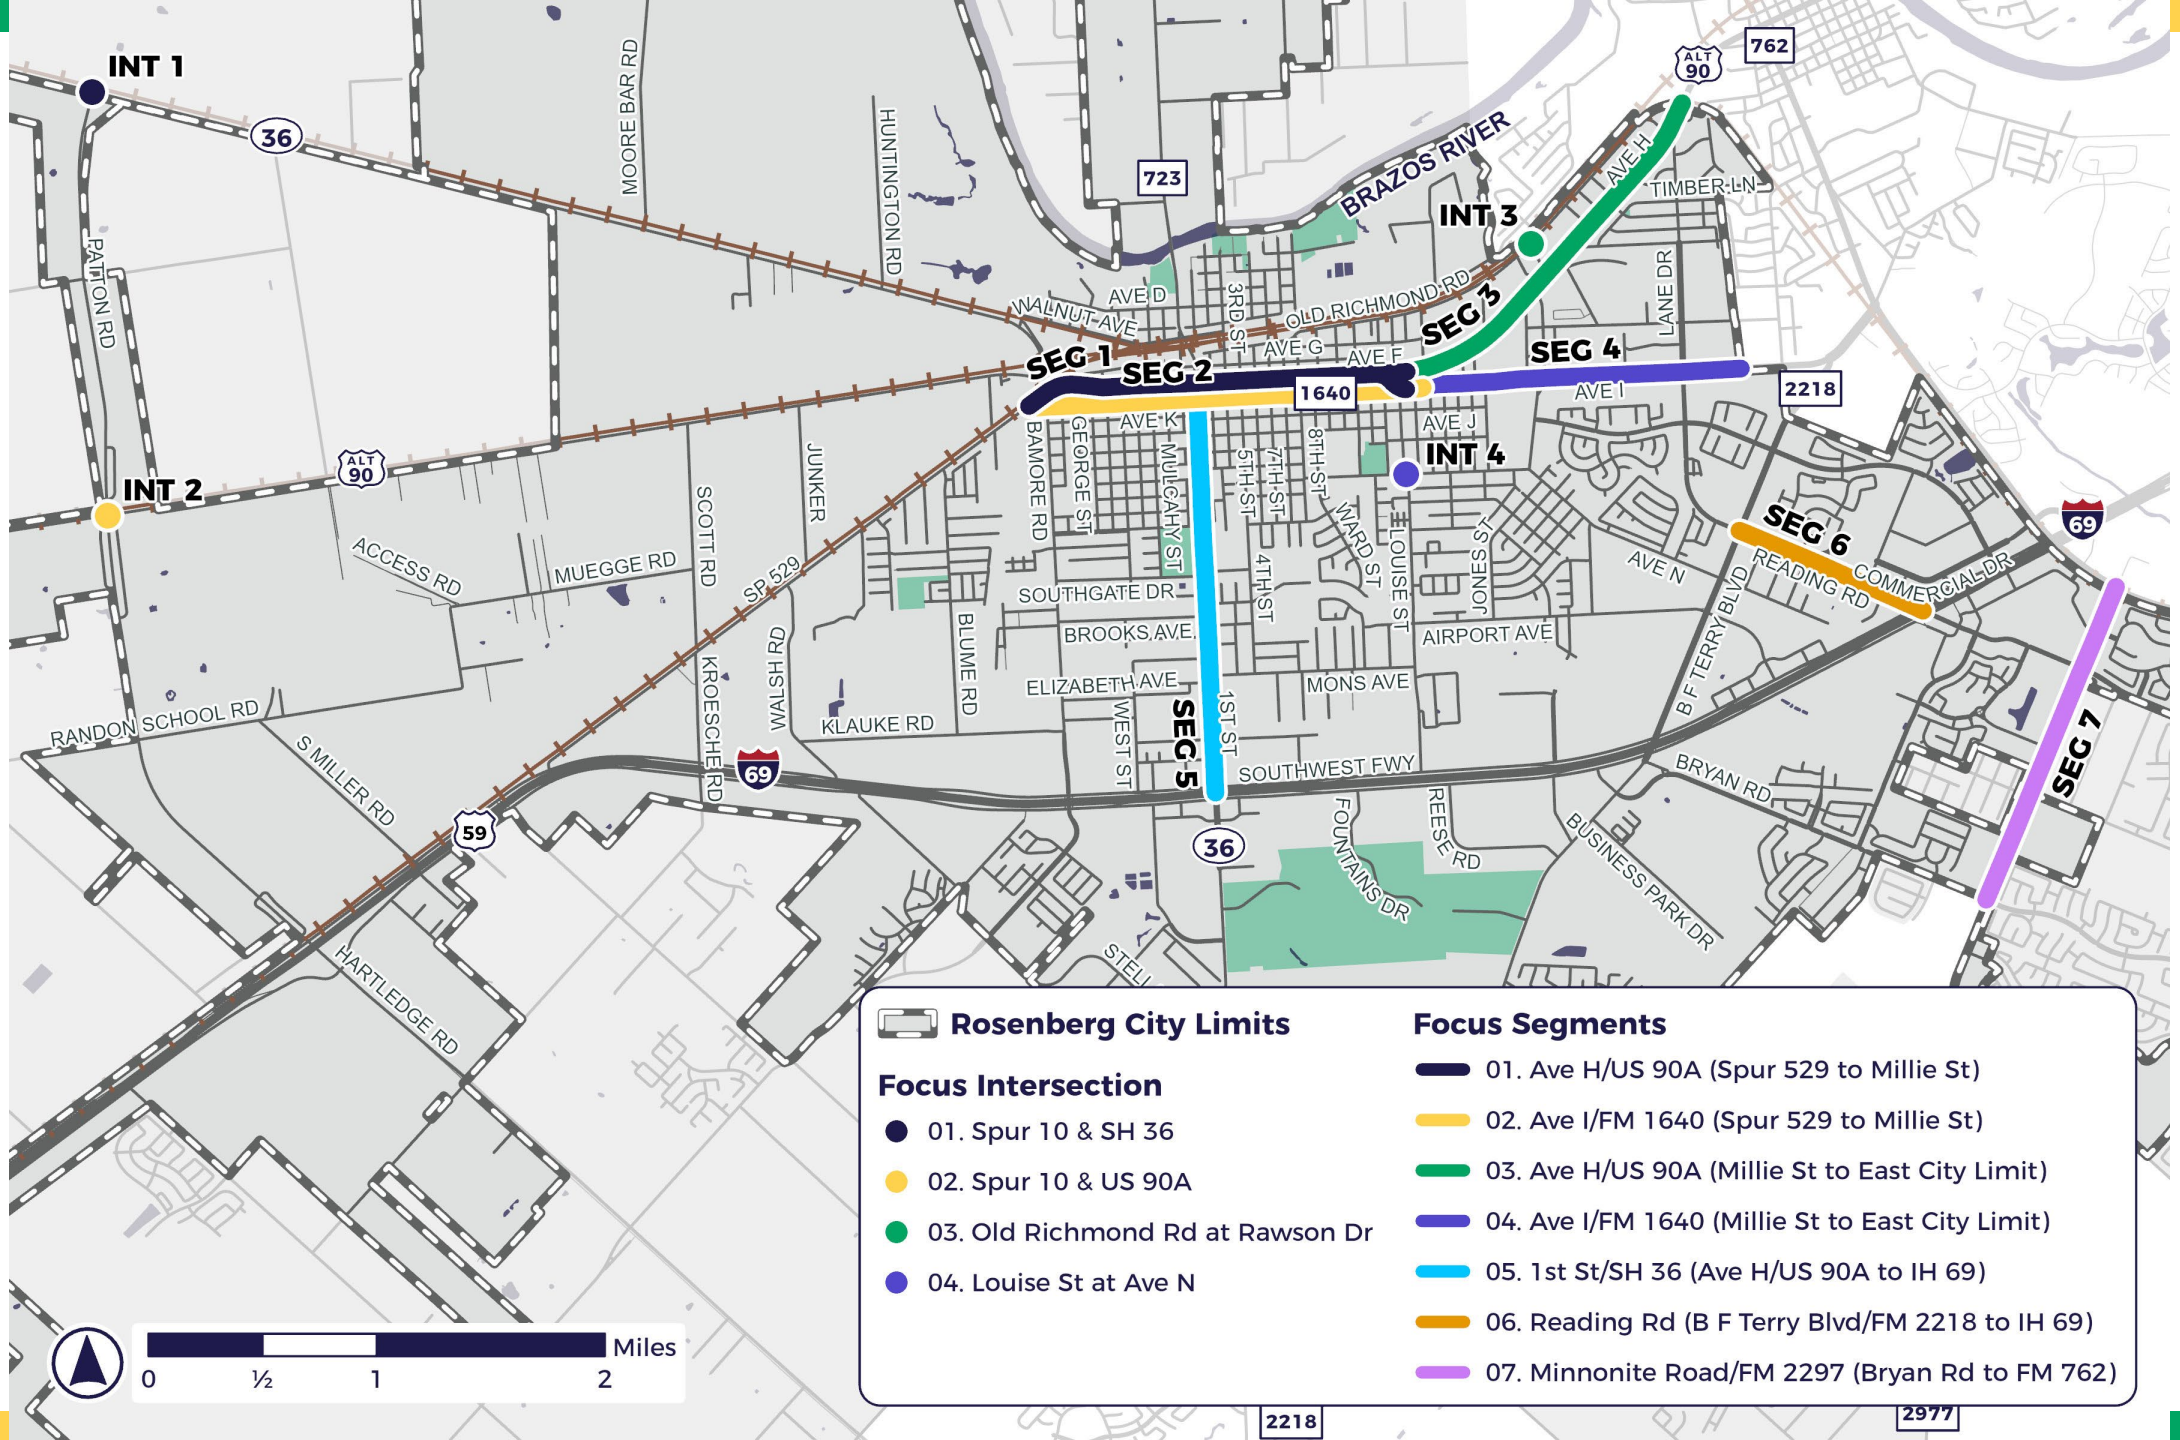 INT 1
36
MOORE BAR RD
HUNTINGTON RD
723
BRAZOS RIVER
ALT
90
762
INT 3
AVE H
TIMBER LN
PATTON RD
WALNUT AVE
AVE D
3RD ST
OLD RICHMOND RD
LANE DR
SEG 1
SEG 2
AVE G
AVE F
SEG 3
SEG 4
1640
AVE I
2218
INT 2
ALT
90
JUNKER
BAMORE RD
GEORGE ST
AVE K
MULCAHY ST
5TH ST
7TH ST
8TH ST
AVE J
INT 4
69
SCOTT RD
ACCESS RD
MUEGGE RD
SP 529
SOUTHGATE DR
4TH ST
WARD ST
LOUISE ST
JONES ST
AVE N
SEG 6
READING RD
COMMERCIAL DR
B F TERRY BLVD
BLUME RD
BROOKS AVE
AIRPORT AVE
RANDON SCHOOL RD
S MILLER RD
KROESCHE RD
WALSH RD
KLAUKE RD
ELIZABETH AVE
WEST ST
SEG 5
1ST ST
MONS AVE
SEG 7
69
SOUTHWEST FWY
BRYAN RD
59
36
FOUNTAINS DR
REESE RD
BUSINESS PARK DR
HARTLEDGE RD
STELL
Rosenberg City Limits
Focus Intersection
01. Spur 10 & SH 36
02. Spur 10 & US 90A
03. Old Richmond Rd at Rawson Dr
04. Louise St at Ave N
Focus Segments
01. Ave H/US 90A (Spur 529 to Millie St)
02. Ave I/FM 1640 (Spur 529 to Millie St)
03. Ave H/US 90A (Millie St to East City Limit)
04. Ave I/FM 1640 (Millie St to East City Limit)
05. 1st St/SH 36 (Ave H/US 90A to IH 69)
06. Reading Rd (B F Terry Blvd/FM 2218 to IH 69)
07. Minnonite Road/FM 2297 (Bryan Rd to FM 762)
0 ½ 1 2 Miles
2218
2977